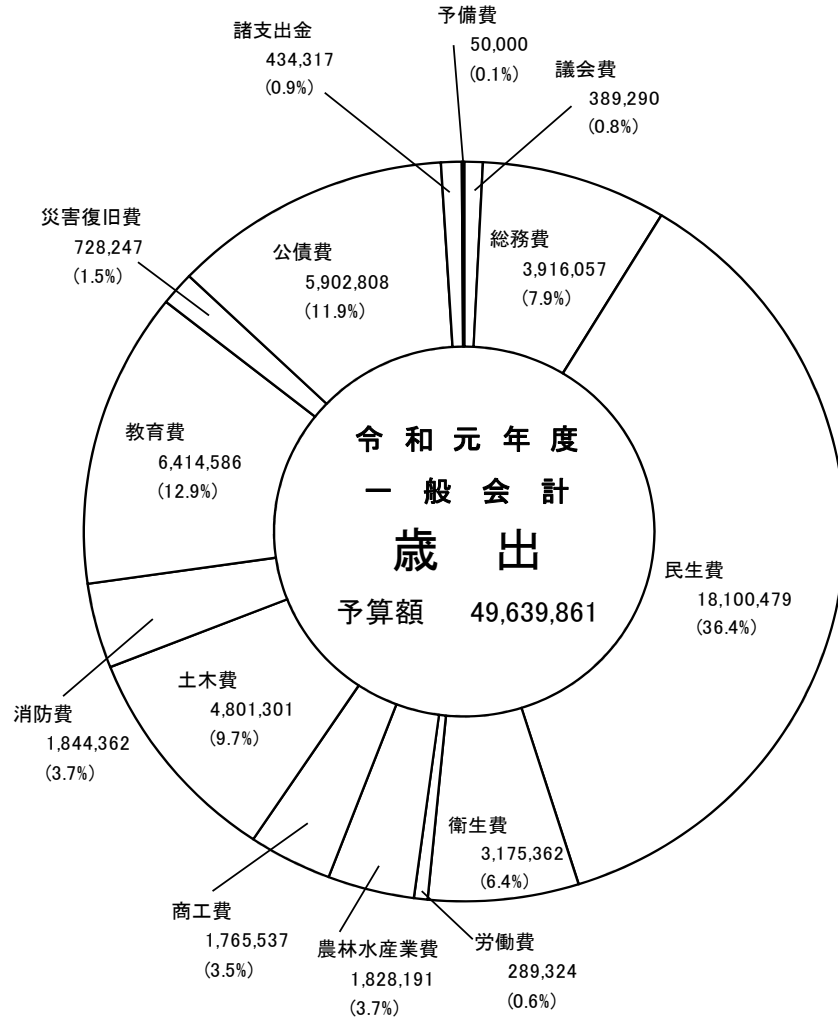 予備費
50,000
(0.1%)
議会費
389,290
(0.8%)
総務費
3,916,057
(7.9%)
民生費
18,100,479
(36.4%)
衛生費
3,175,362
(6.4%)
労働費
289,324
(0.6%)
農林水産業費
1,828,191
(3.7%)
商工費
1,765,537
(3.5%)
土木費
4,801,301
(9.7%)
消防費
1,844,362
(3.7%)
教育費
6,414,586
(12.9%)
災害復旧費
728,247
(1.5%)
公債費
5,902,808
(11.9%)
諸支出金
434,317
(0.9%)
令和元年度
一般会計
歳出
予算額 49,639,861